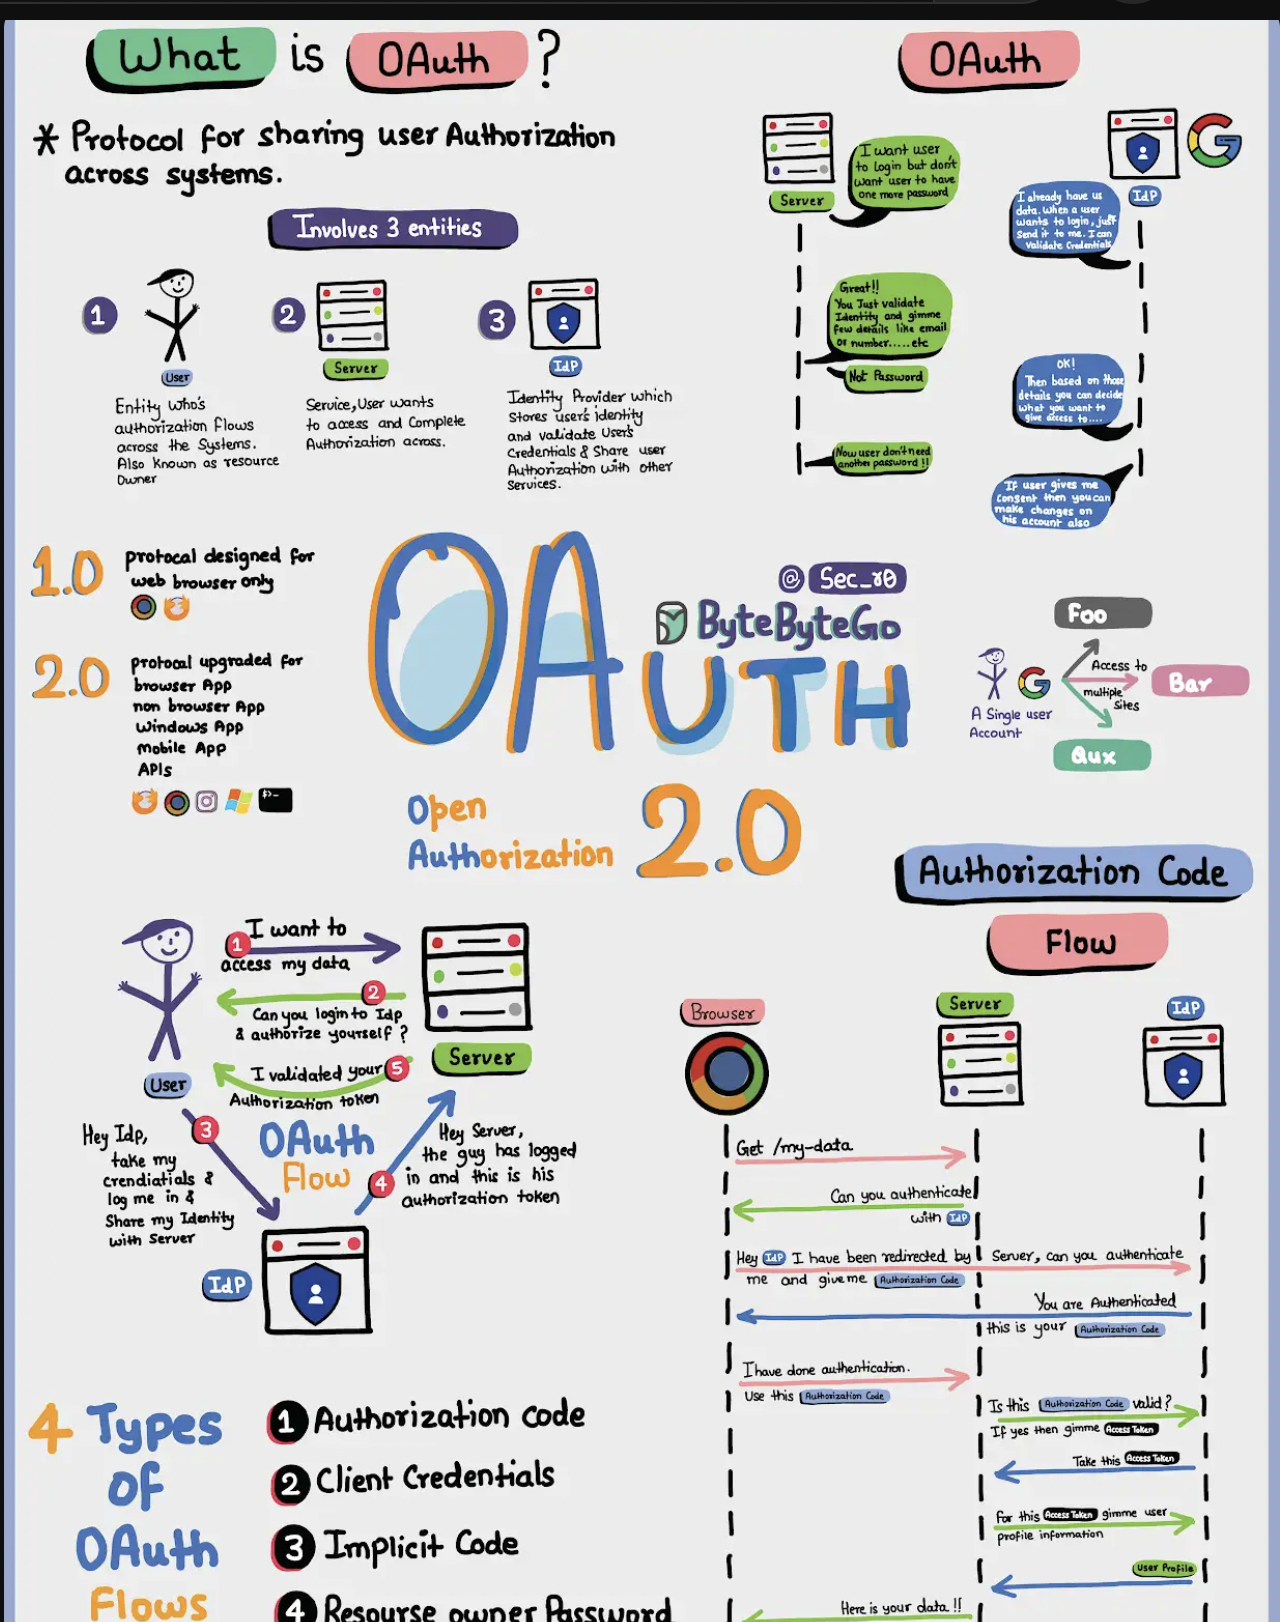 What is OAuth ?
* Protocol for sharing user Authorization
across systems.
Involves 3 entities
1
User
Entity Who's
authorization Flows
across the Systems.
Also Known as resource
Owner
2
Server
Service, User wants
to access and Complete
Authorization across.
3
IdP
Identity Provider which
Stores user's identity
and validate User's
Credentials & Share user
Authorization with other
Services.
OAuth
Server
IdP
I want user
to login but don't
want user to have
one more password
I already have us
data. When a user
wants to login, just
Send it to me. I can
Validate Credentials
Great!!
You Just validate
Identity and gimme
few details like email
or number.....etc
Not Password
OK!
Then based on those
details you can decide
what you want to
give access to....
Now user don't need
another password !!
If user gives me
Consent then you can
make changes on
his account also
1.0
protocal designed for
web browser only
2.0
protocal upgraded for
browser App
non browser App
Windows App
mobile App
APIs
$>-
OAUTH
@ Sec_r0
ByteByteGo
Open
Authorization
2.0
A Single user
Account
Access to
multiple
Sites
Foo
Bar
Qux
1 I want to
access my data
2
Can you login to Idp
& authorize yourself ?
Server
I validated your 5
Authorization token
User
3
Hey Idp,
take my
crendiatials &
log me in &
Share my Identity
with Server
OAuth
Flow
4
Hey Server,
the guy has logged
in and this is his
authorization token
IdP
Authorization Code
Flow
Browser
Server
IdP
Get /my-data
Can you authenticate
with IdP
Hey IdP I have been redirected by Server, can you authenticate
me and give me Authorization Code
You are Authenticated
this is your Authorization Code
I have done authentication.
Use this Authorization Code
Is this Authorization Code valid?
If yes then gimme Access Token
Take this Access Token
For this Access Token gimme user
profile information
User Profile
Here is your data !!
4 Types
of
OAuth
Flows
1 Authorization code
2 Client Credentials
3 Implicit Code
4 Resourse owner Password